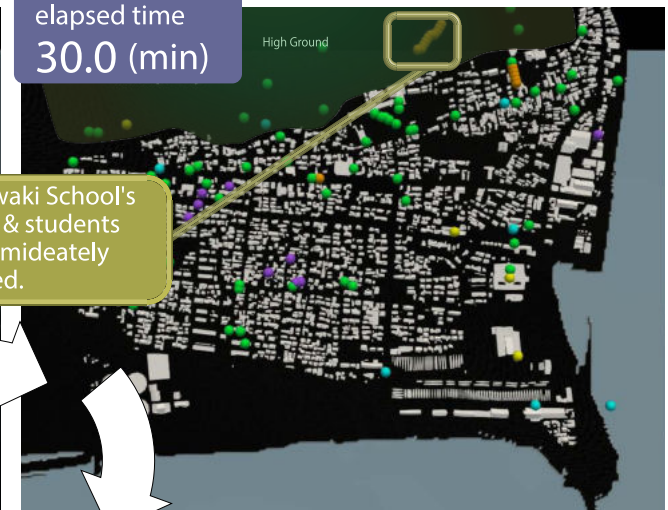 elapsed time
30.0 (min)
High Ground
waki School's
& students
mideately
ed.